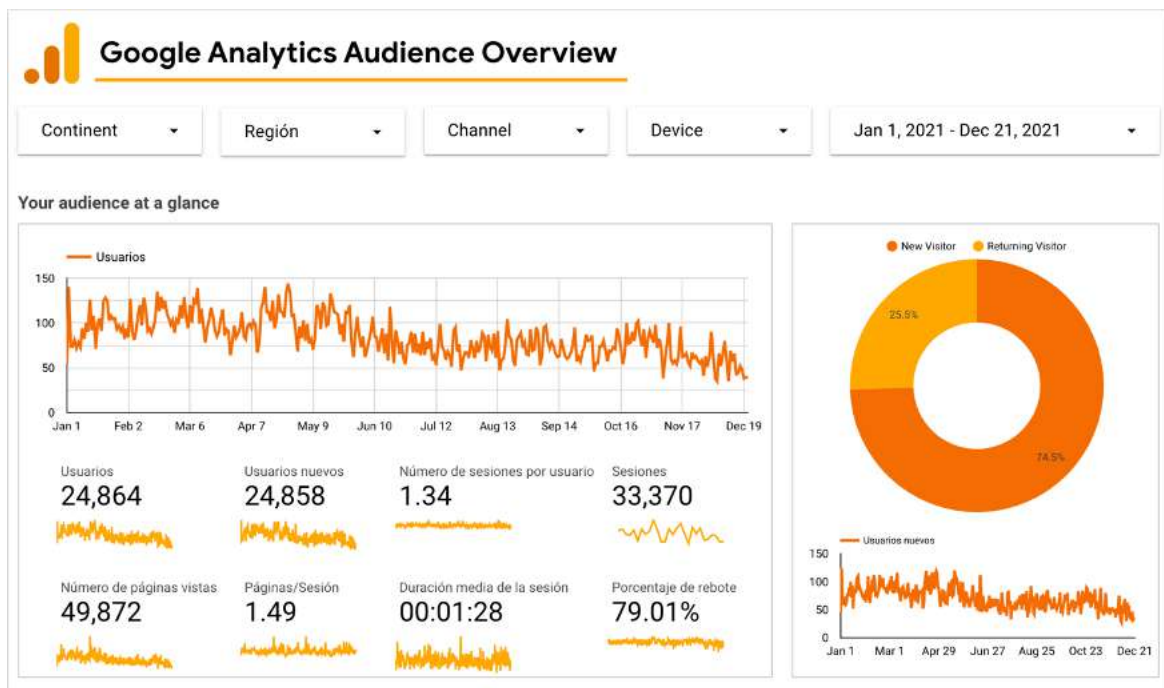 Google Analytics Audience Overview
Continent
Región
Channel
Device
Jan 1, 2021 - Dec 21, 2021
Your audience at a glance
Usuarios
150
100
50
0
Jan 1 Feb 2 Mar 6 Apr 7 May 9 Jun 10 Jul 12 Aug 13 Sep 14 Oct 16 Nov 17 Dec 19
Usuarios Usuarios nuevos Número de sesiones por usuario Sesiones
24,864 24,858 1.34 33,370
Número de páginas vistas Páginas/Sesión Duración media de la sesión Porcentaje de rebote
49,872 1.49 00:01:28 79.01%
New Visitor Returning Visitor
25.5%
74.5%
Usuarios nuevos
150
100
50
0
Jan 1 Mar 1 Apr 29 Jun 27 Aug 25 Oct 23 Dec 21